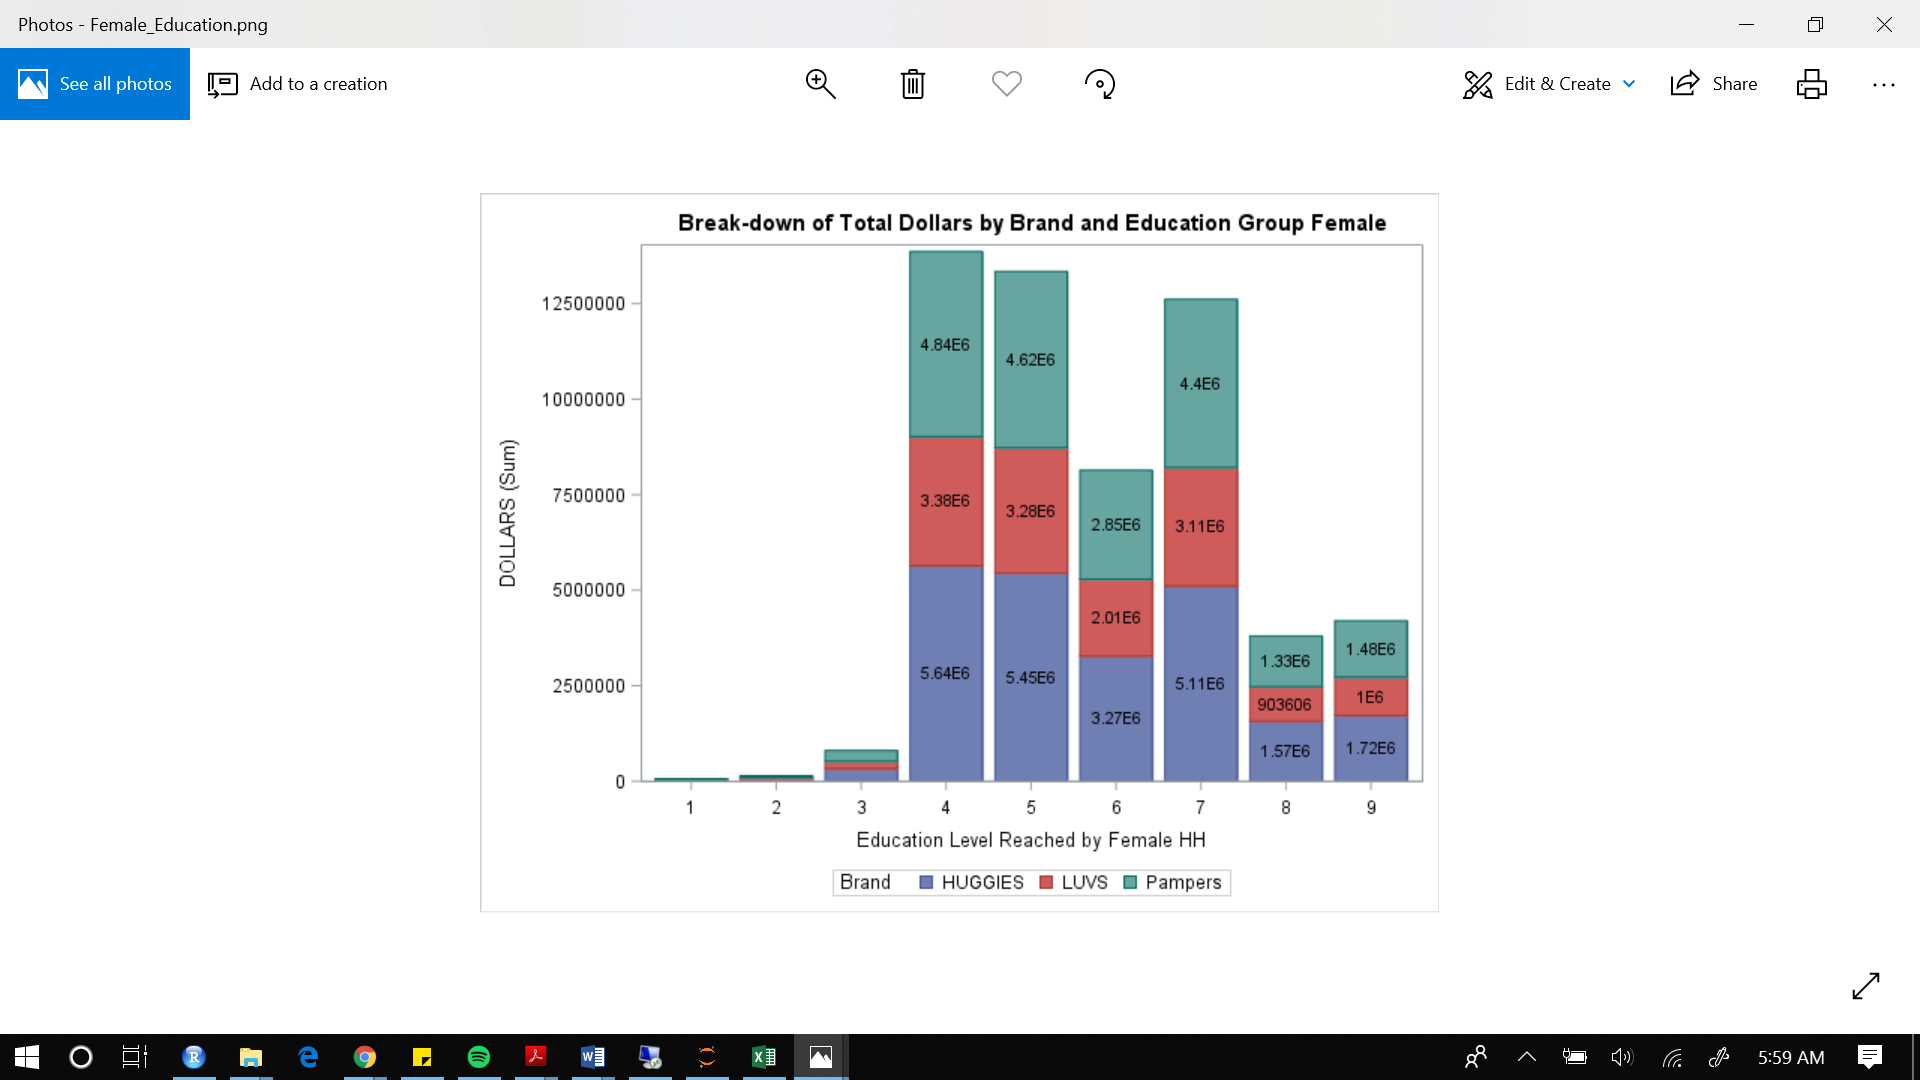 Photos - Female_Education.png
See all photos
Add to a creation
Edit & Create
Share
Break-down of Total Dollars by Brand and Education Group Female
DOLLARS (Sum)
12500000
10000000
7500000
5000000
2500000
0
4.84E6
3.38E6
5.64E6
4.62E6
3.28E6
5.45E6
2.85E6
2.01E6
3.27E6
4.4E6
3.11E6
5.11E6
1.33E6
903606
1.57E6
1.48E6
1E6
1.72E6
1 2 3 4 5 6 7 8 9
Education Level Reached by Female HH
Brand HUGGIES LUVS Pampers
5:59 AM